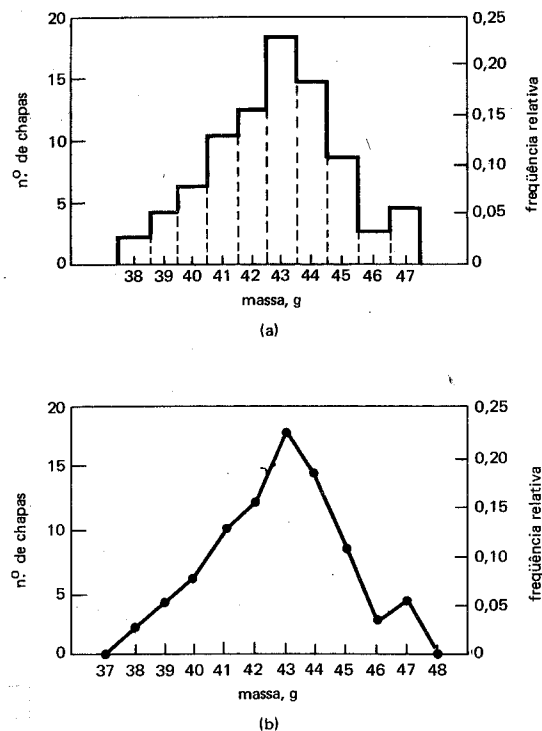 20
15
10
5
0
n.º de chapas
0,25
0,20
0,15
0,10
0,05
0
freqüência relativa
38 39 40 41 42 43 44 45 46 47
massa, g
(a)
20
15
10
5
0
n.º de chapas
0,25
0,20
0,15
0,10
0,05
0
freqüência relativa
37 38 39 40 41 42 43 44 45 46 47 48
massa, g
(b)